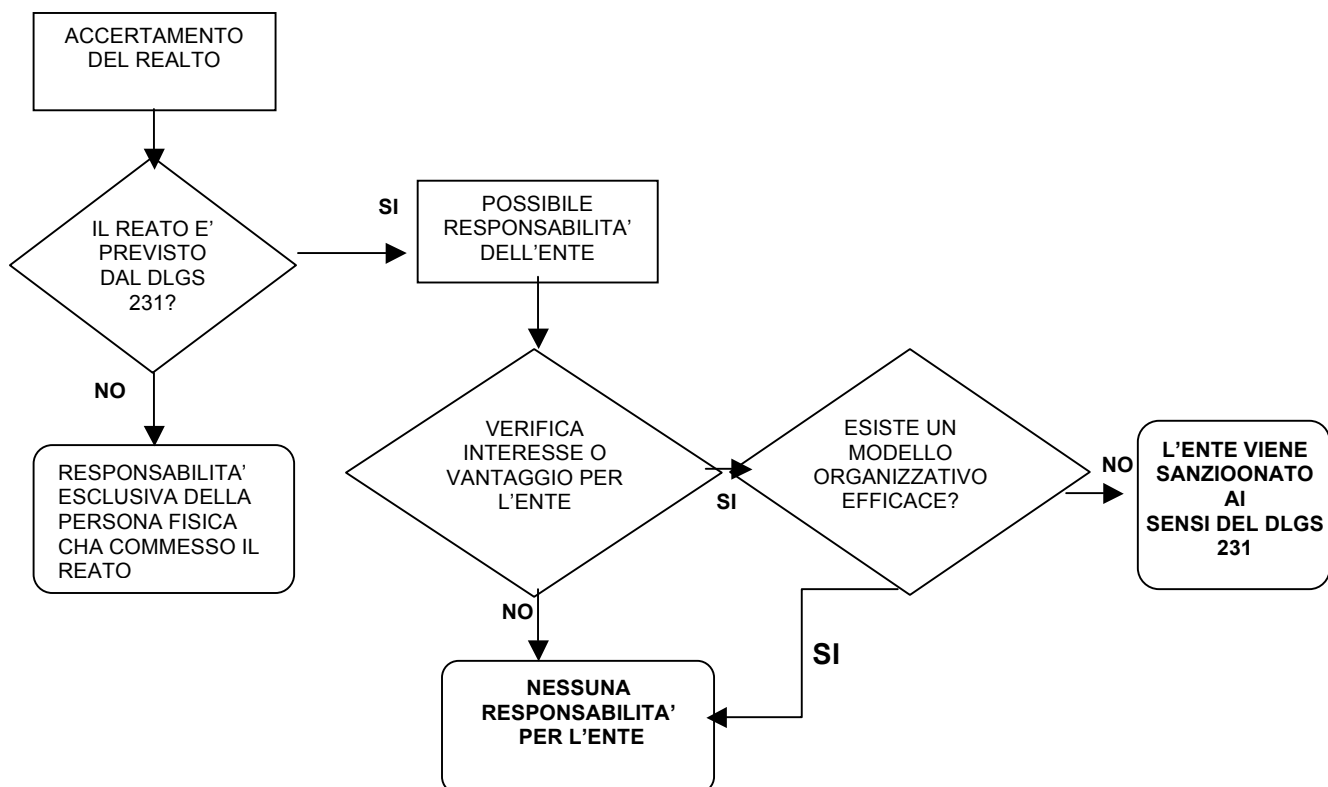 ACCERTAMENTO
DEL REALTO
IL REATO E’
PREVISTO
DAL DLGS
231?
SI
POSSIBILE
RESPONSABILITA’
DELL’ENTE
NO
RESPONSABILITA’
ESCLUSIVA DELLA
PERSONA FISICA
CHA COMMESSO IL
REATO
VERIFICA
INTERESSE O
VANTAGGIO PER
L’ENTE
SI
ESISTE UN
MODELLO
ORGANIZZATIVO
EFFICACE?
NO
L’ENTE VIENE
SANZIOONATO
AI
SENSI DEL DLGS
231
NO
SI
NESSUNA
RESPONSABILITA’
PER L’ENTE